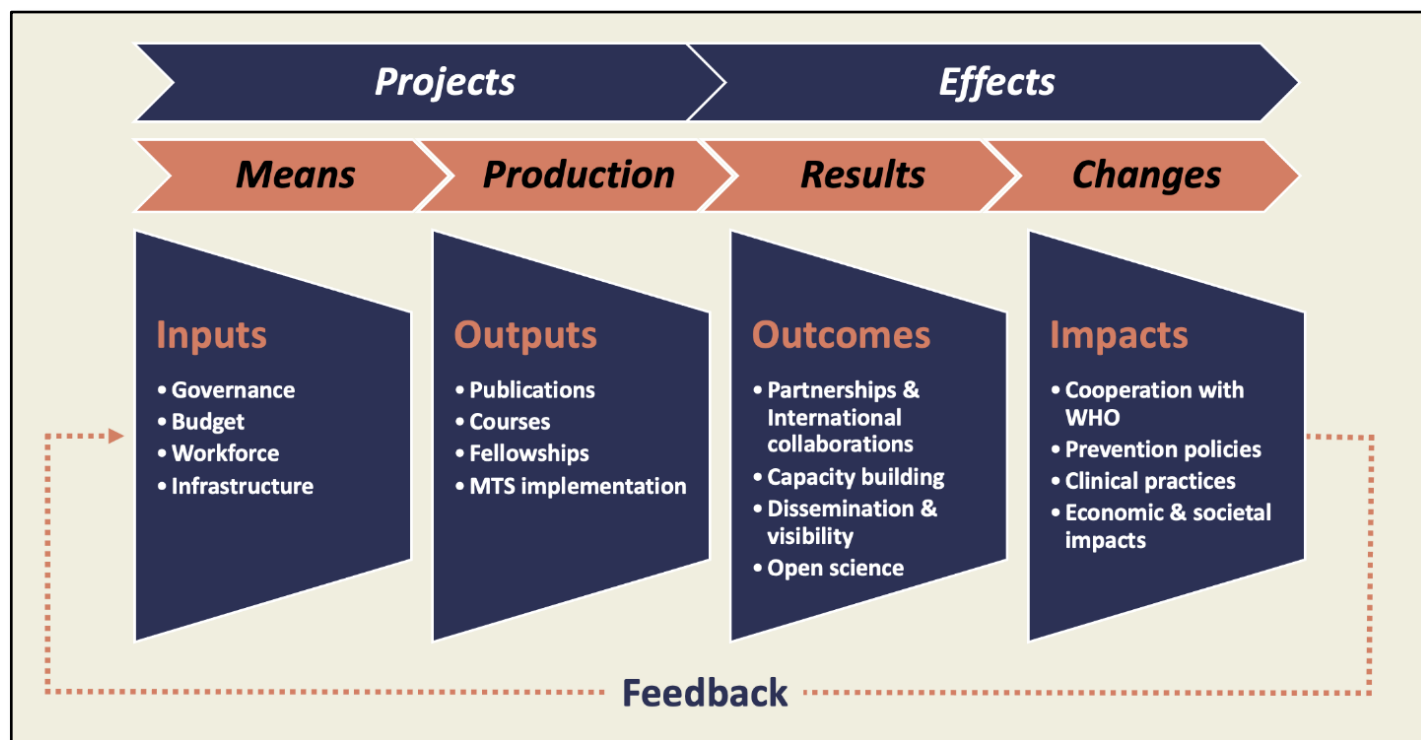 Projects
Effects
Means
Production
Results
Changes
Inputs
• Governance
• Budget
• Workforce
• Infrastructure
Outputs
• Publications
• Courses
• Fellowships
• MTS implementation
Outcomes
• Partnerships &
International
collaborations
• Capacity building
• Dissemination &
visibility
• Open science
Impacts
• Cooperation with
WHO
• Prevention policies
• Clinical practices
• Economic & societal
impacts
Feedback